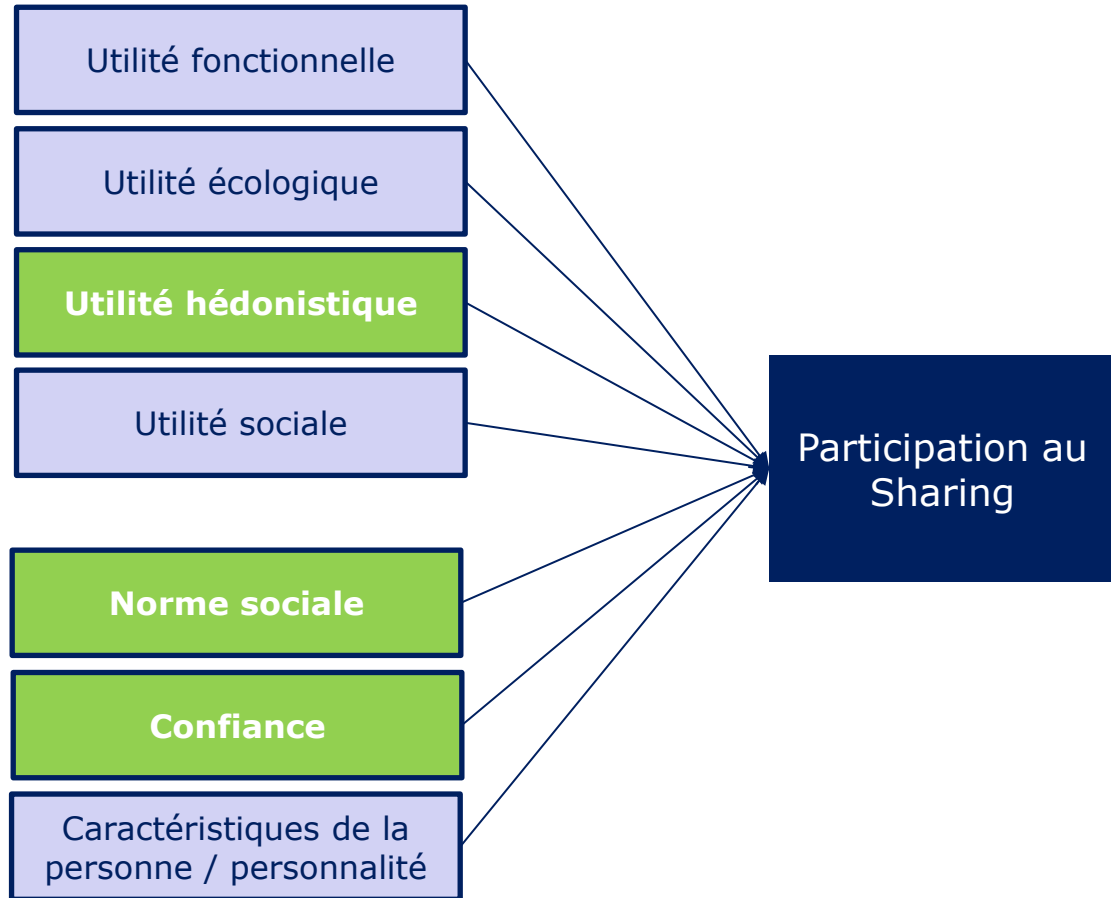 Utilité fonctionnelle
Utilité écologique
Utilité hédonistique
Utilité sociale
Participation au
Sharing
Norme sociale
Confiance
Caractéristiques de la
personne / personnalité